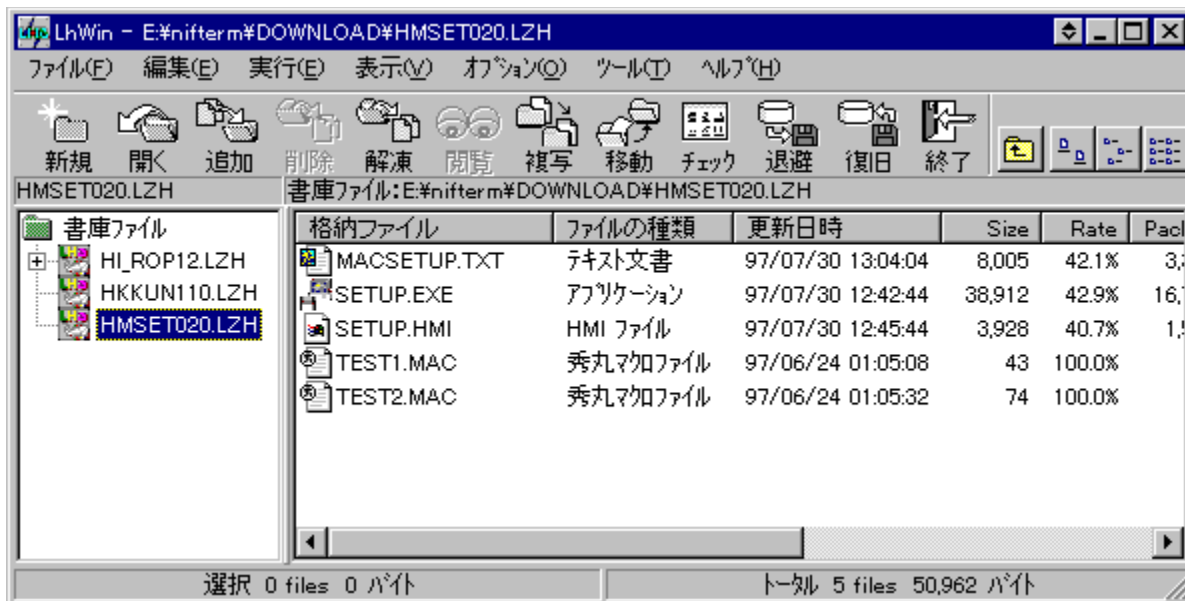 LhWin - E:¥nifterm¥DOWNLOAD¥HMSET020.LZH
ファイル(F) 編集(E) 実行(E) 表示(V) オプション(O) ツール(T) ヘルプ(H)
新規 開く 追加 削除 解凍 閲覧 複写 移動 チェック 退避 復旧 終了
HMSET020.LZH 書庫ファイル:E:¥nifterm¥DOWNLOAD¥HMSET020.LZH
書庫ファイル
HI_ROP12.LZH
HKKUN110.LZH
HMSET020.LZH
格納ファイル ファイルの種類 更新日時 Size Rate
MACSETUP.TXT テキスト文書 97/07/30 13:04:04 8,005 42.1%
SETUP.EXE アプリケーション 97/07/30 12:42:44 38,912 42.9%
SETUP.HMI HMI ファイル 97/07/30 12:45:44 3,928 40.7%
TEST1.MAC 秀丸マクロファイル 97/06/24 01:05:08 43 100.0%
TEST2.MAC 秀丸マクロファイル 97/06/24 01:05:32 74 100.0%
選択 0 files 0 バイト トータル 5 files 50,962 バイト